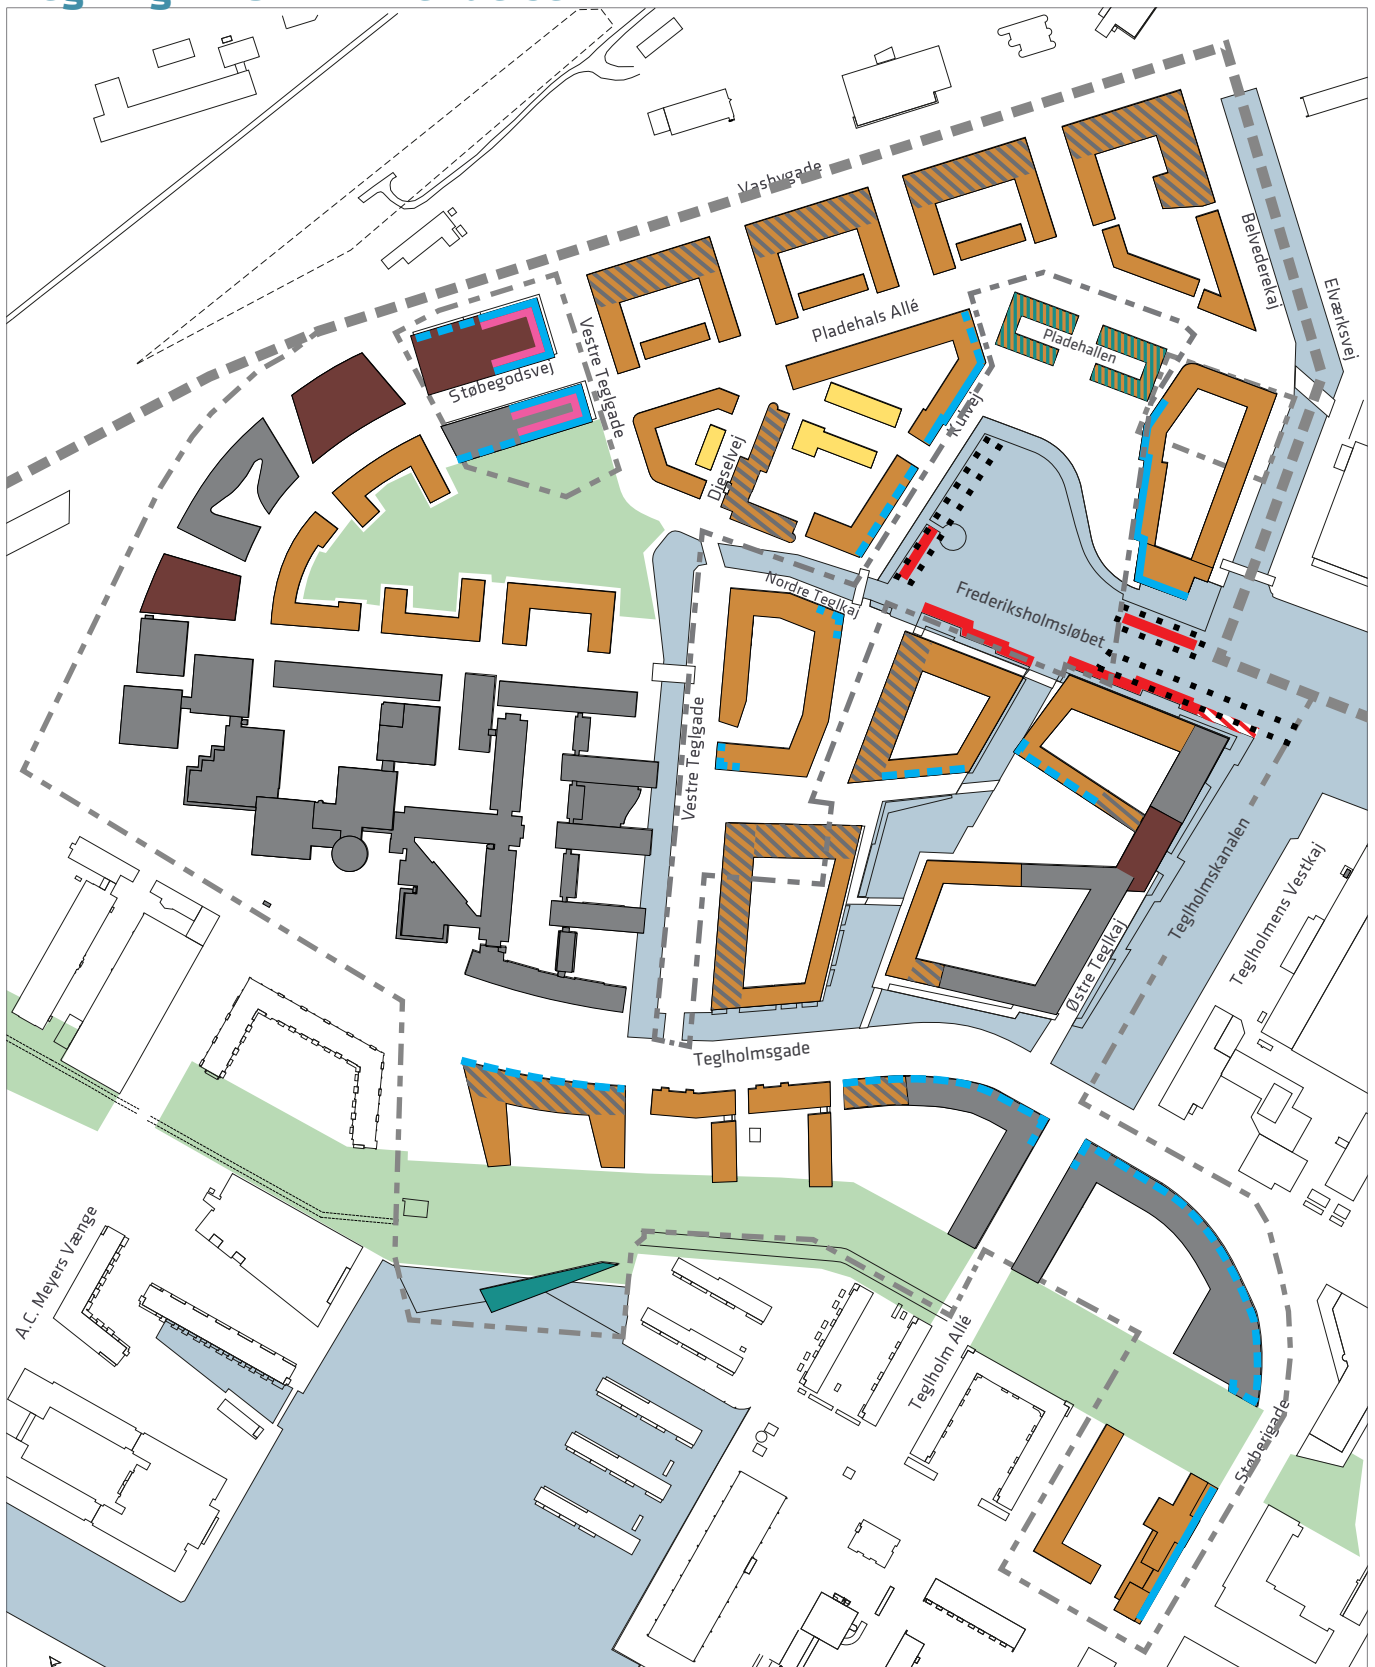 Vasbygade
Belvederekaj
Elværksvej
Pladehals Allé
Pladehallen
Vestre Teglgade
Støbegodsvej
Kulvej
Dieselvej
Nordre Teglkaj
Frederiksholmsløbet
Vestre Teglgade
Teglholmskanalen
Teglholmens Vestkaj
Østre Teglkaj
Teglholmsgade
A.C. Meyers Vænge
Teglholm Allé
Støberigade